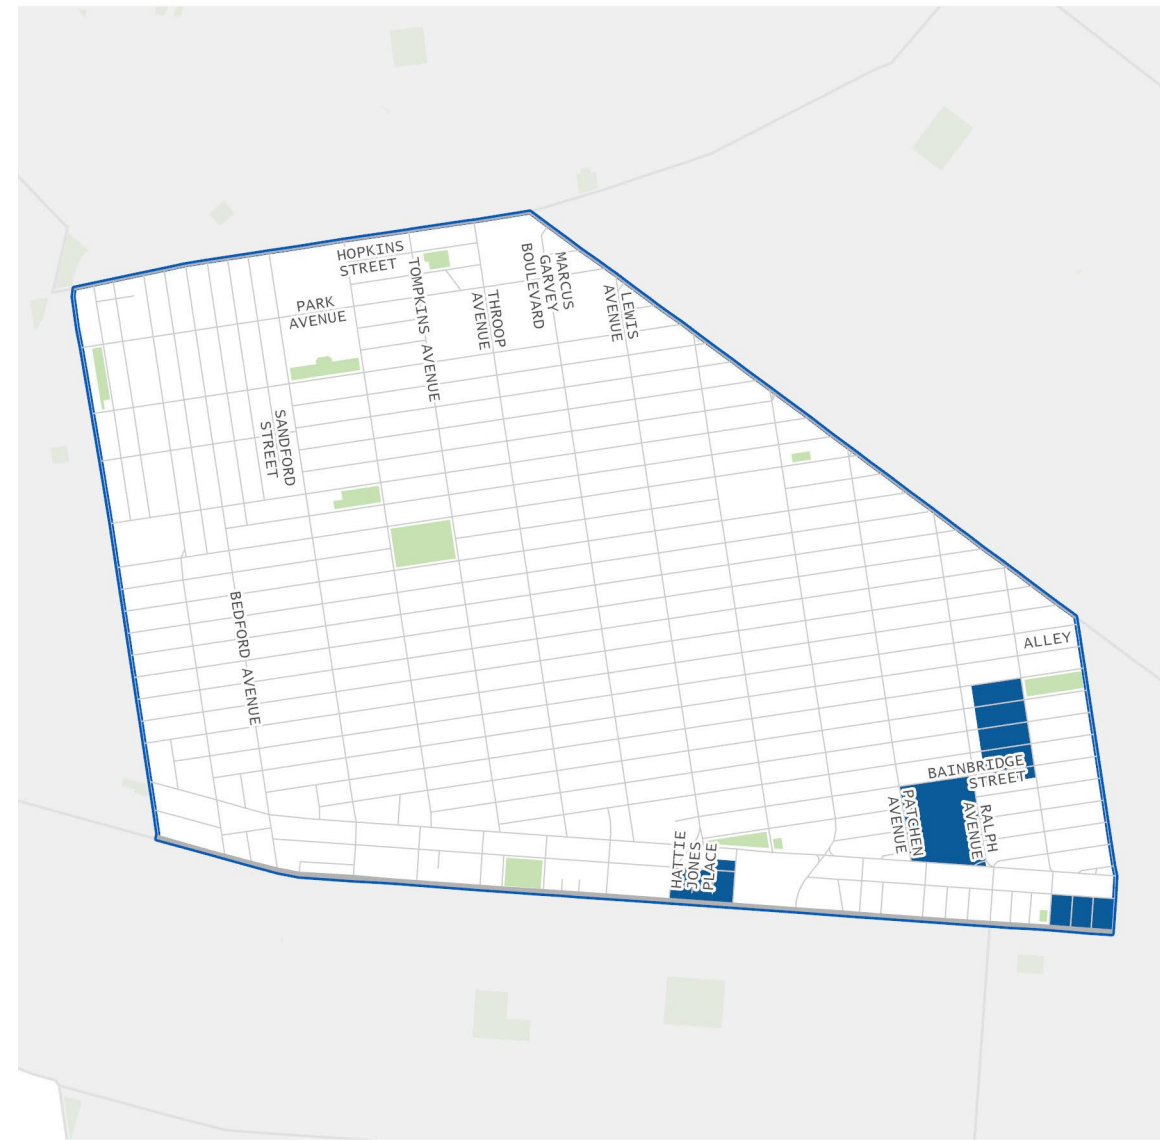 HOPKINS
STREET
PARK
AVENUE
TOMPKINS AVENUE
THROOP
AVENUE
MARCUS
GARVEY
BOULEVARD
LEWIS
AVENUE
SANDFORD
STREET
BEDFORD AVENUE
ALLEY
BAINBRIDGE
STREET
PATCHEN
AVENUE
RALPH
AVENUE
HATTIE
JONES
PLACE